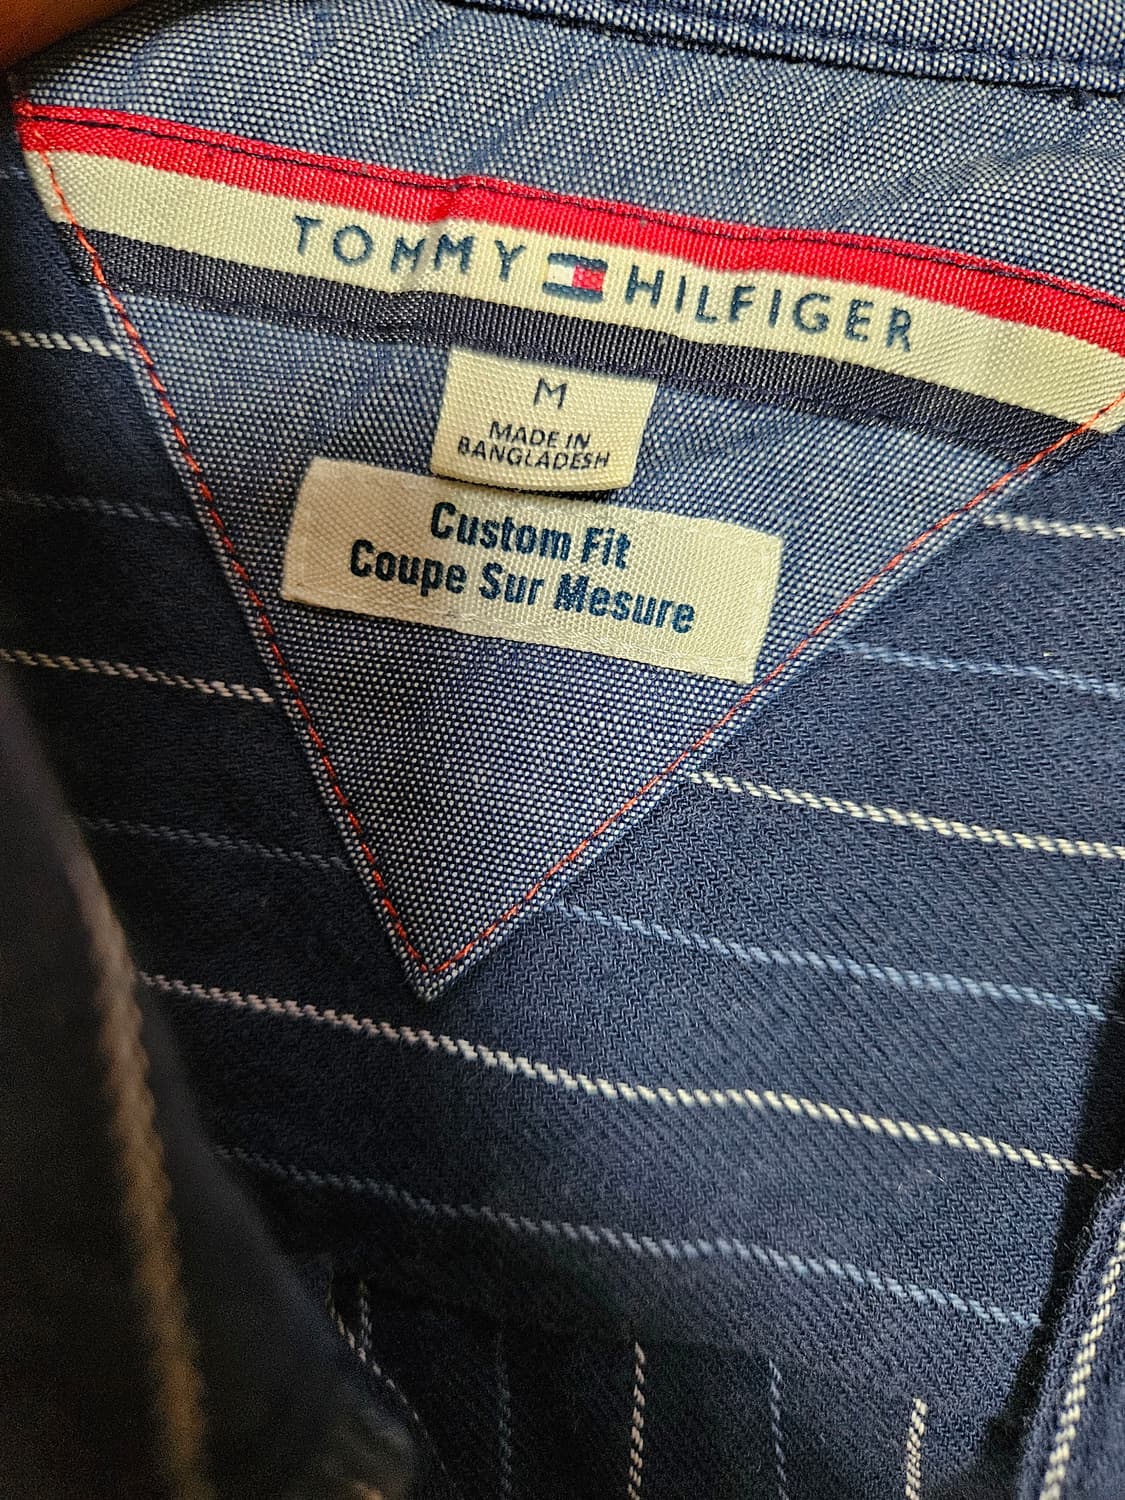 TOMMY HILFIGER
M
MADE IN
BANGLADESH
Custom Fit
Coupe Sur Mesure